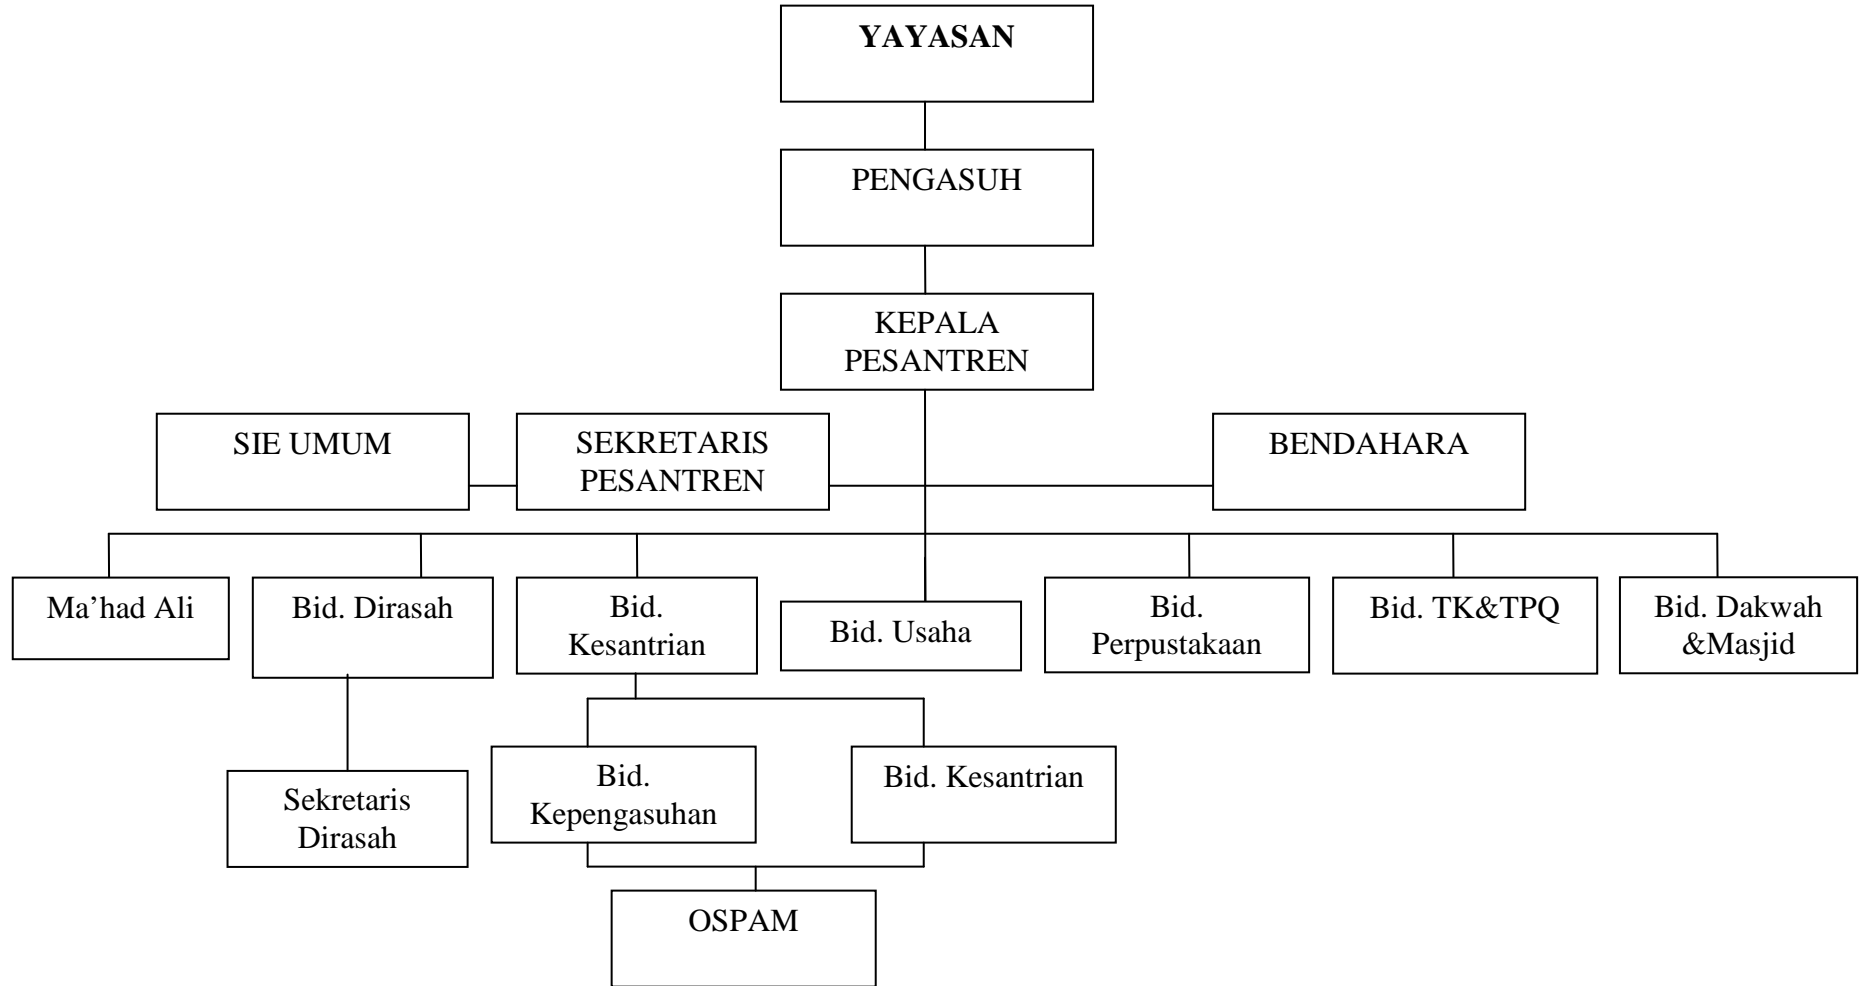 YAYASAN
PENGASUH
KEPALA
PESANTREN
SIE UMUM
SEKRETARIS
PESANTREN
BENDAHARA
Ma’had Ali
Bid. Dirasah
Bid.
Kesantrian
Bid. Usaha
Bid.
Perpustakaan
Bid. TK&TPQ
Bid. Dakwah
&Masjid
Sekretaris
Dirasah
Bid.
Kepengasuhan
Bid. Kesantrian
OSPAM